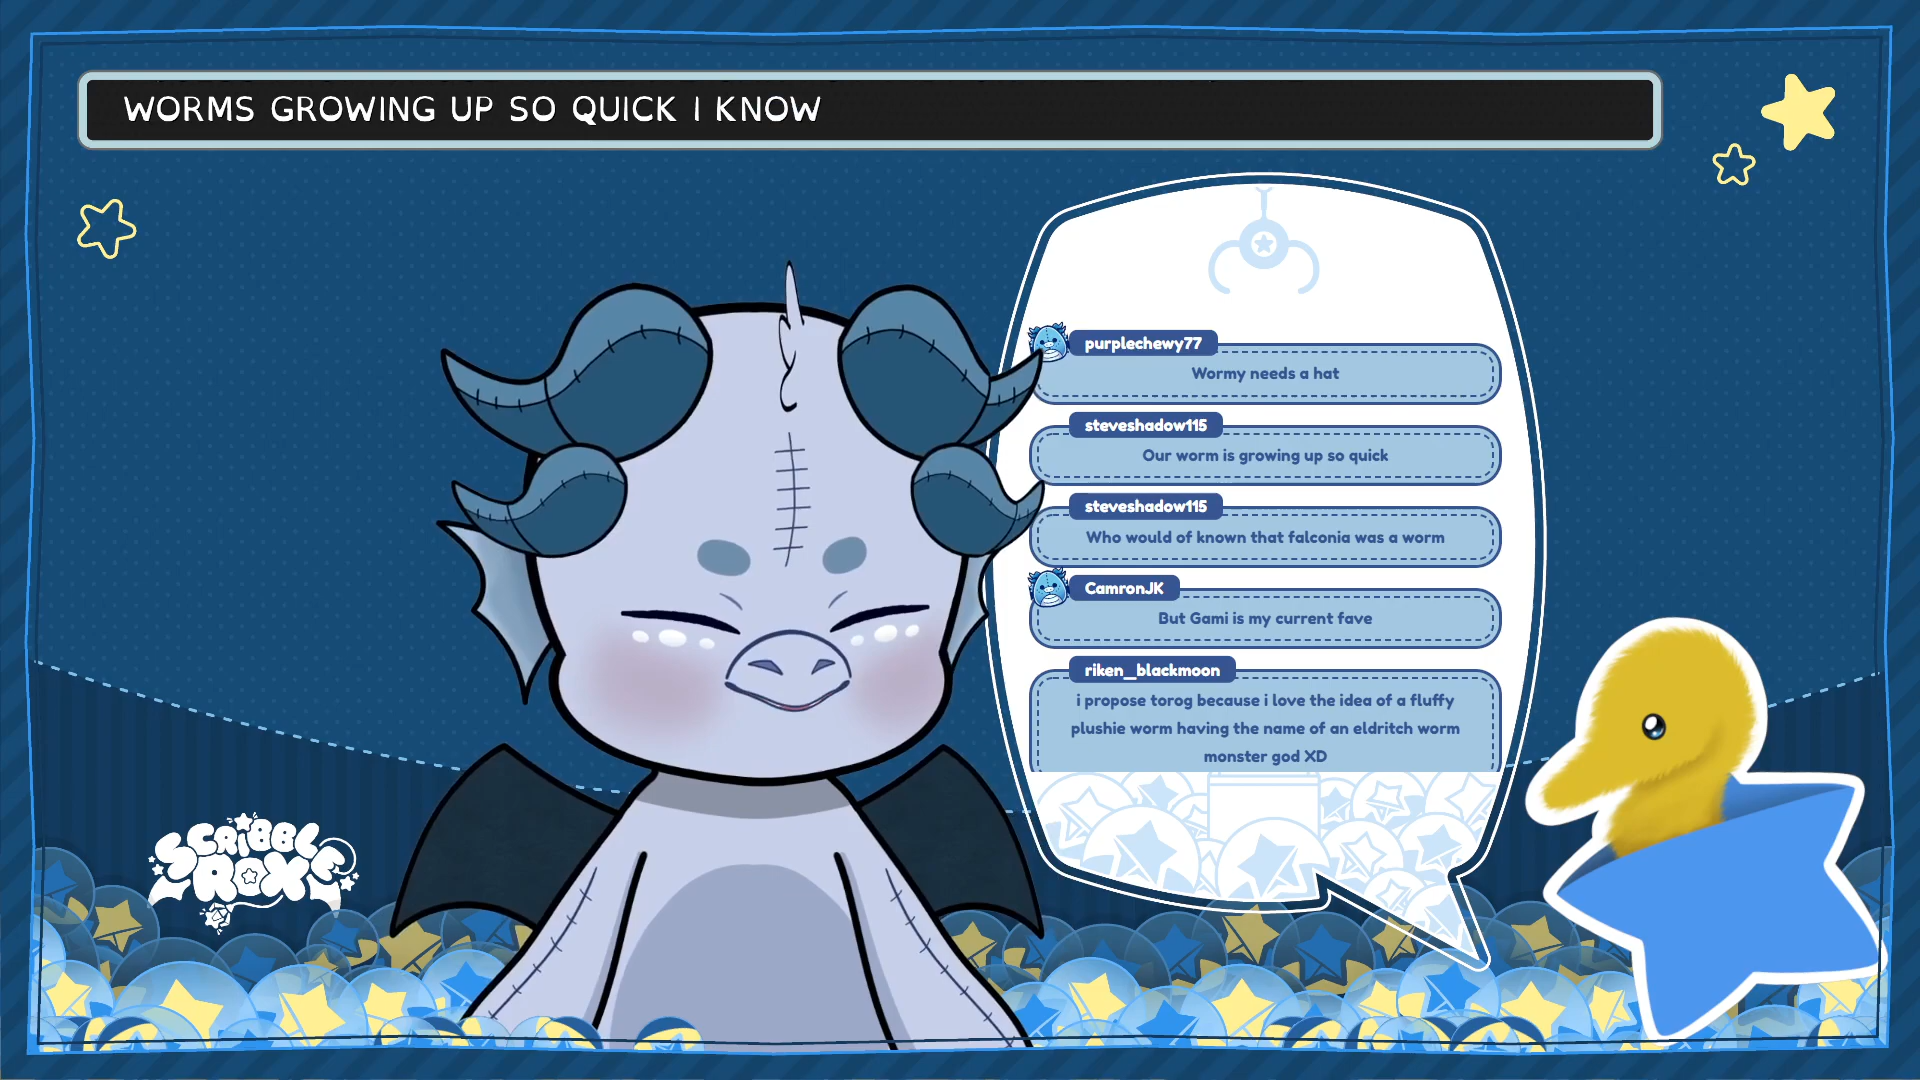 WORMS GROWING UP SO QUICK I KNOW
purplechewy77
Wormy needs a hat
steveshadow115
Our worm is growing up so quick
steveshadow115
Who would of known that falconia was a worm
CamronJK
But Gami is my current fave
riken_blackmoon
i propose torog because i love the idea of a fluffy
plushie worm having the name of an eldritch worm
monster god XD
SCRIBBLE
ROX